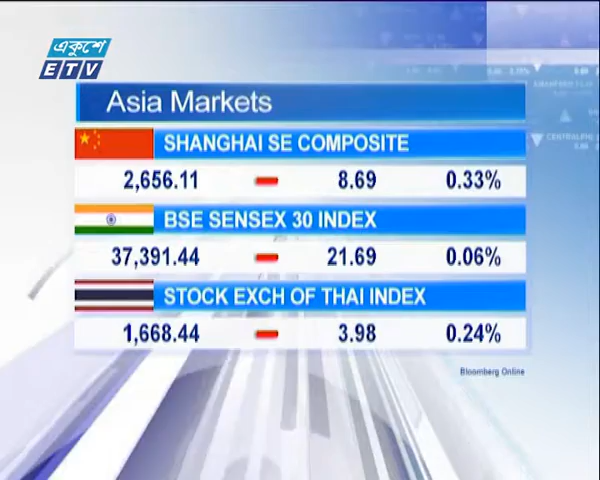 একুশে
ETV
Asia Markets
SHANGHAI SE COMPOSITE
2,656.11 - 8.69 0.33%
BSE SENSEX 30 INDEX
37,391.44 - 21.69 0.06%
STOCK EXCH OF THAI INDEX
1,668.44 - 3.98 0.24%
Bloomberg Online